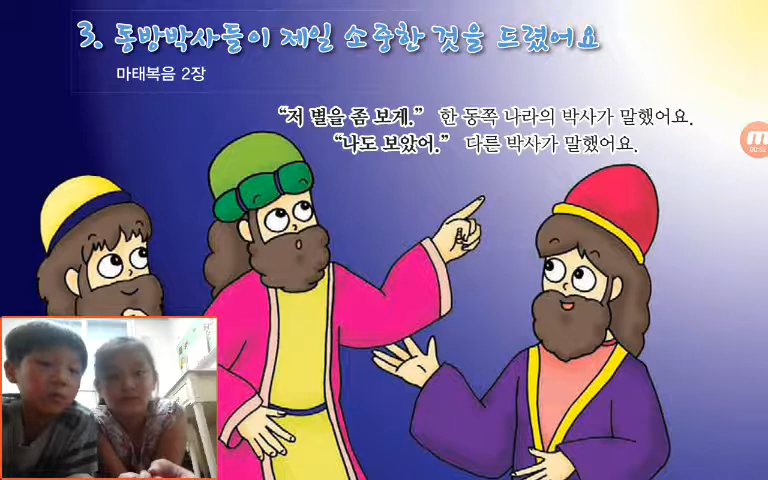 3. 동방박사들이 제일 소중한 것을 드렸어요
마태복음 2장
“저 별을 좀 보게.” 한 동쪽 나라의 박사가 말했어요.
“나도 보았어.” 다른 박사가 말했어요.
00:52